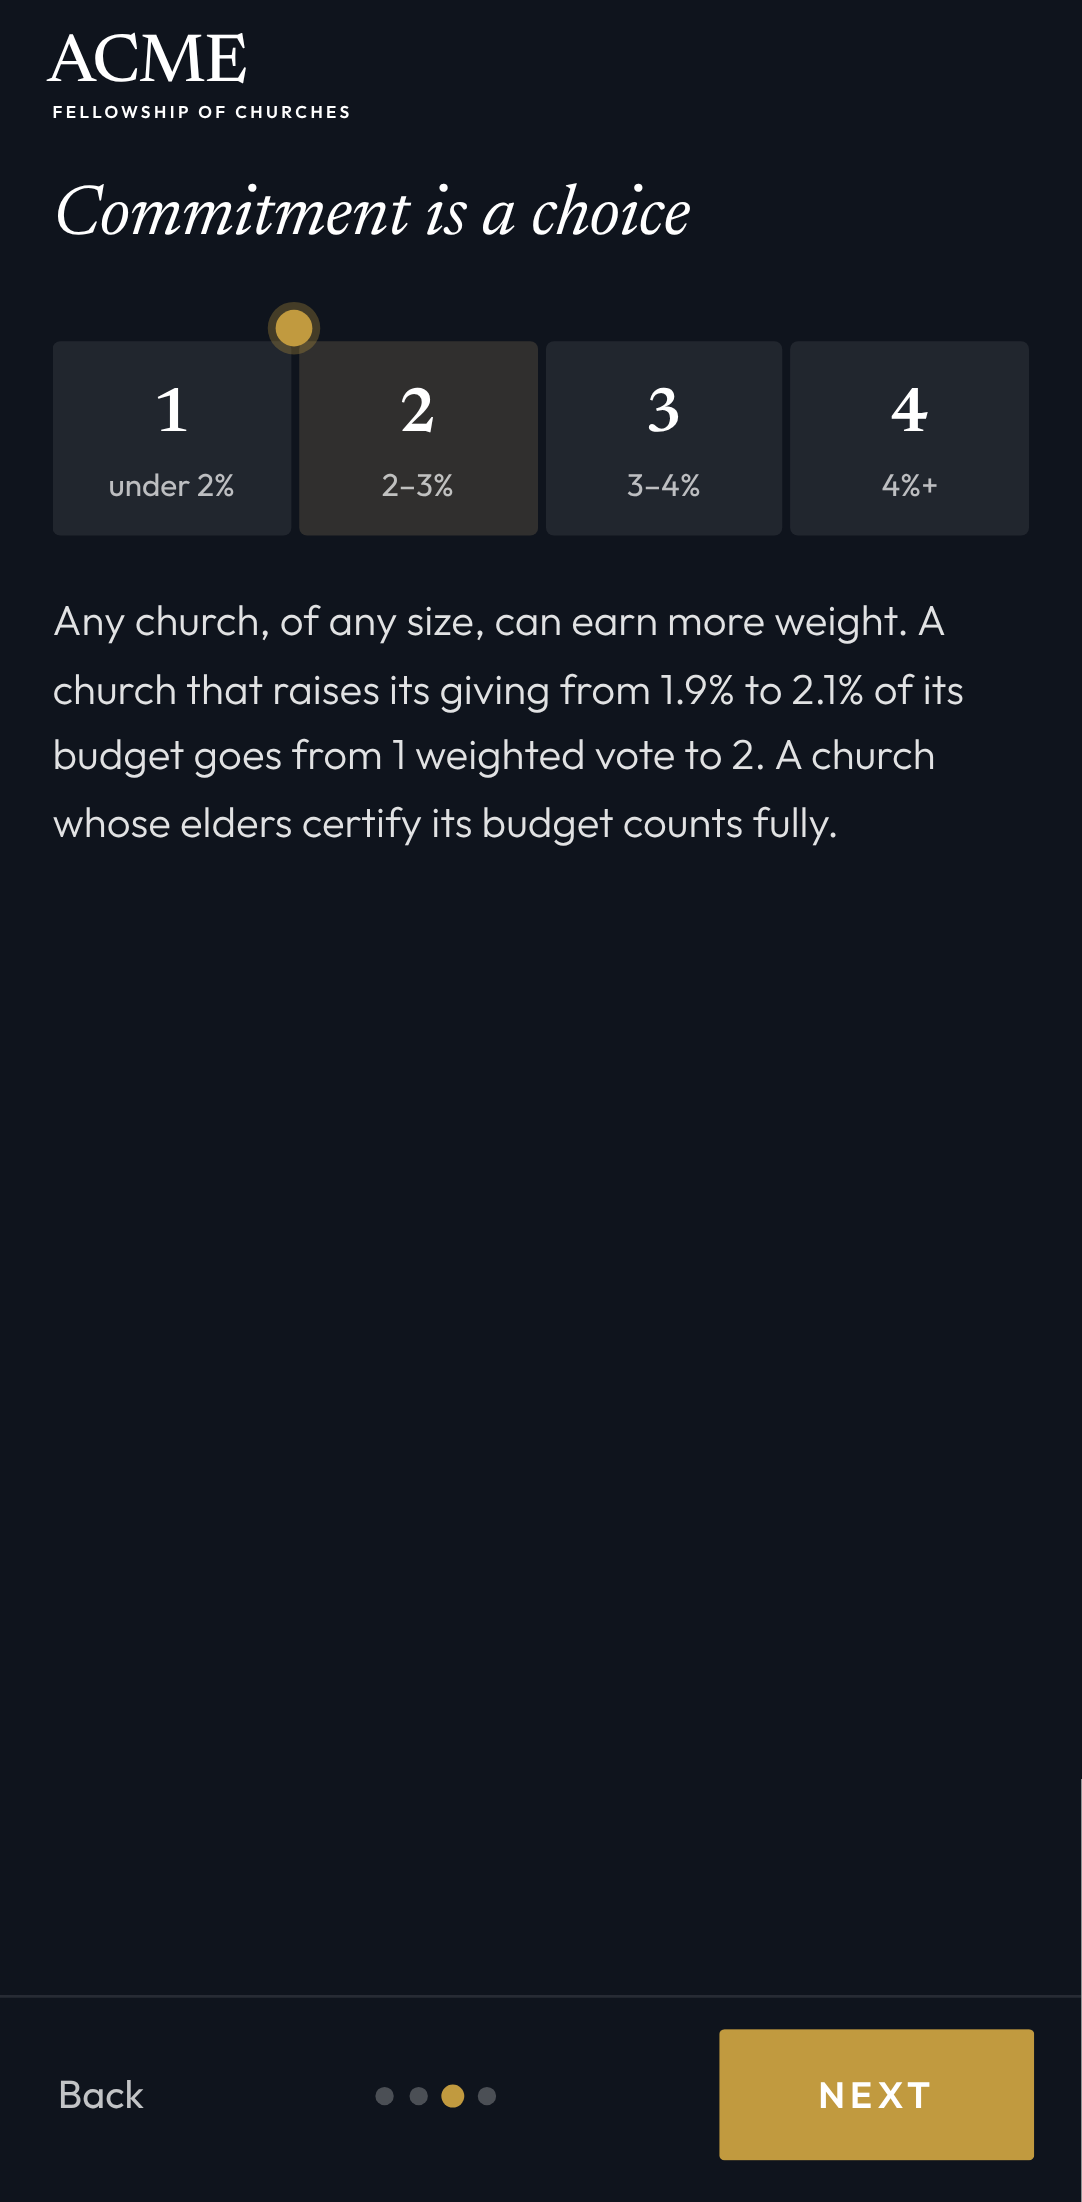 ACME
FELLOWSHIP OF CHURCHES
Commitment is a choice
1
under 2%
2
2–3%
3
3–4%
4
4%+
Any church, of any size, can earn more weight. A
church that raises its giving from 1.9% to 2.1% of its
budget goes from 1 weighted vote to 2. A church
whose elders certify its budget counts fully.
Back
NEXT